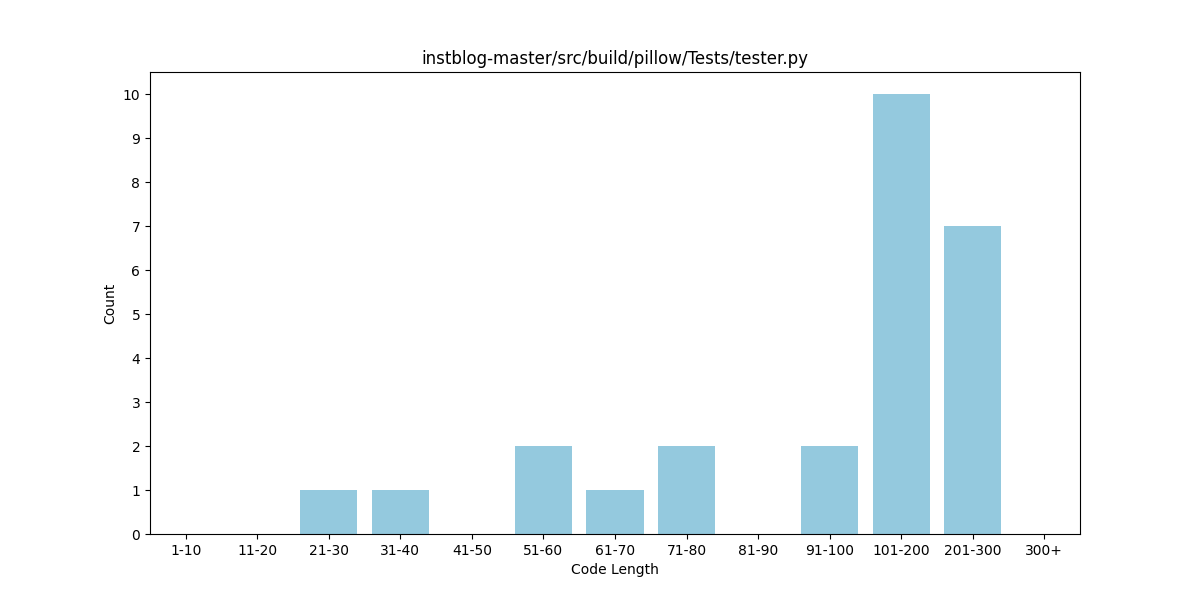 instblog-master/src/build/pillow/Tests/tester.py
Count
10
9
8
7
6
5
4
3
2
1
0
1-10 11-20 21-30 31-40 41-50 51-60 61-70 71-80 81-90 91-100 101-200 201-300 300+
Code Length